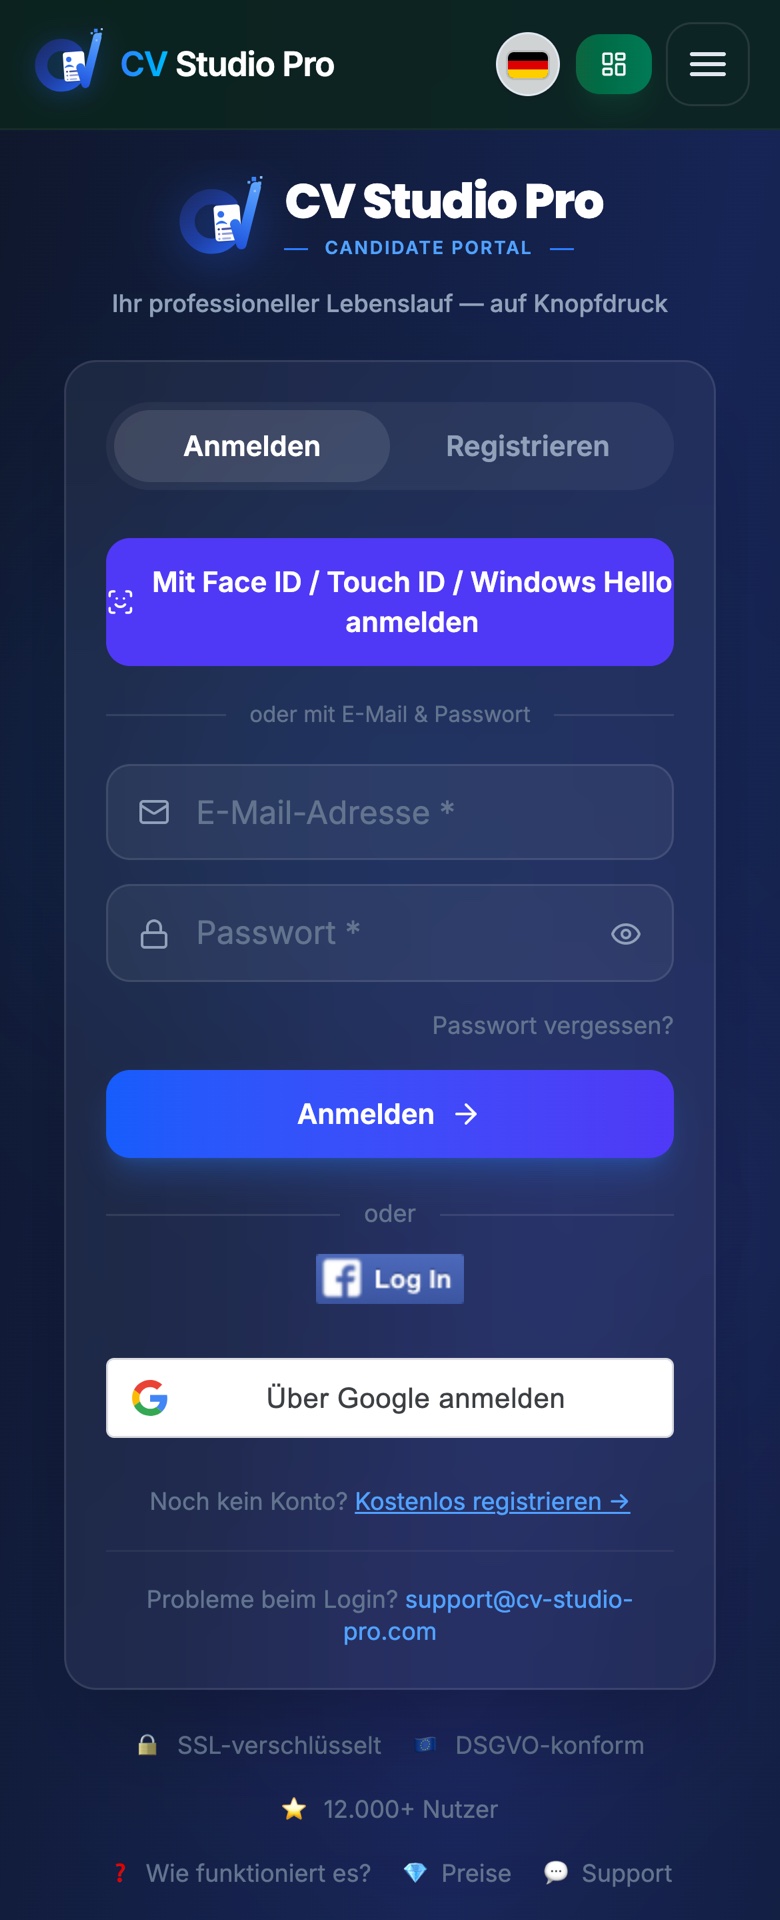 CV Studio Pro
CV Studio Pro
CANDIDATE PORTAL
Ihr professioneller Lebenslauf — auf Knopfdruck
Anmelden
Registrieren
Mit Face ID / Touch ID / Windows Hello
anmelden
oder mit E-Mail & Passwort
E-Mail-Adresse *
Passwort *
Passwort vergessen?
Anmelden →
oder
Log In
Über Google anmelden
Noch kein Konto? Kostenlos registrieren →
Probleme beim Login? support@cv-studio-
pro.com
SSL-verschlüsselt
DSGVO-konform
12.000+ Nutzer
Wie funktioniert es?
Preise
Support